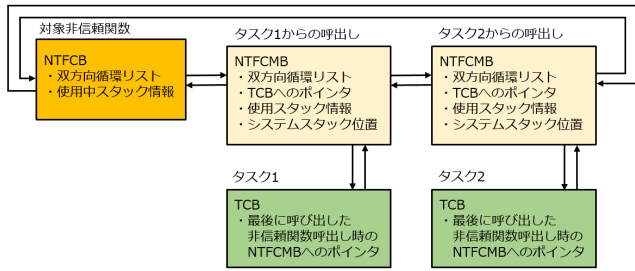 対象非信頼関数
NTFCB
・双方向循環リスト
・使用中スタック情報
タスク1からの呼出し
NTFCMB
・双方向循環リスト
・TCBへのポインタ
・使用スタック情報
・システムスタック位置
タスク2からの呼出し
NTFCMB
・双方向循環リスト
・TCBへのポインタ
・使用スタック情報
・システムスタック位置
タスク1
TCB
・最後に呼び出した
非信頼関数呼出し時の
NTFCMBへのポインタ
タスク2
TCB
・最後に呼び出した
非信頼関数呼出し時の
NTFCMBへのポインタ